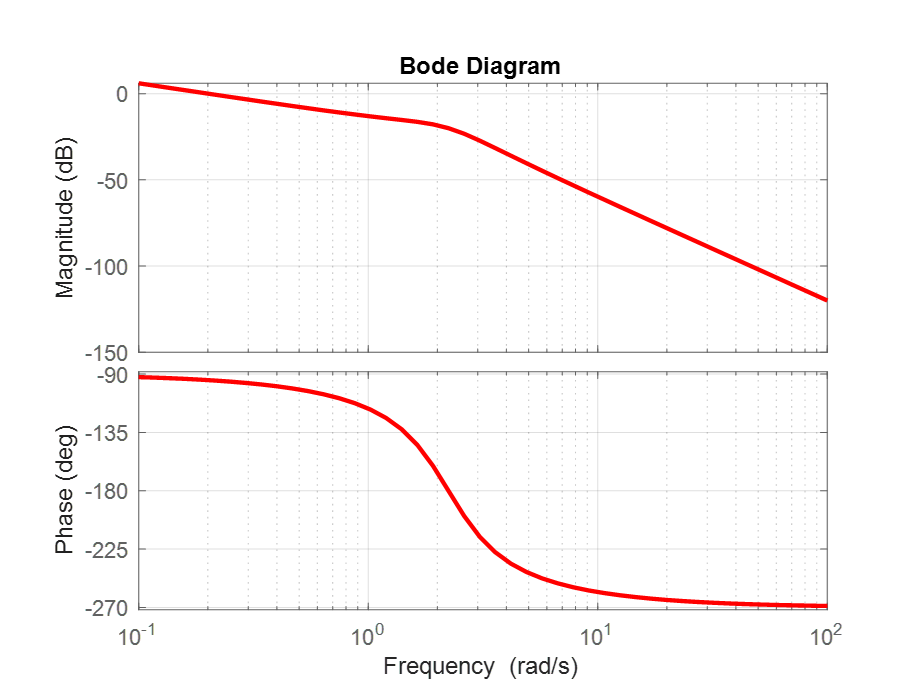 Bode Diagram
Magnitude (dB)
0
-50
-100
-150
Phase (deg)
-90
-135
-180
-225
-270
10^-1 10^0 10^1 10^2
Frequency (rad/s)